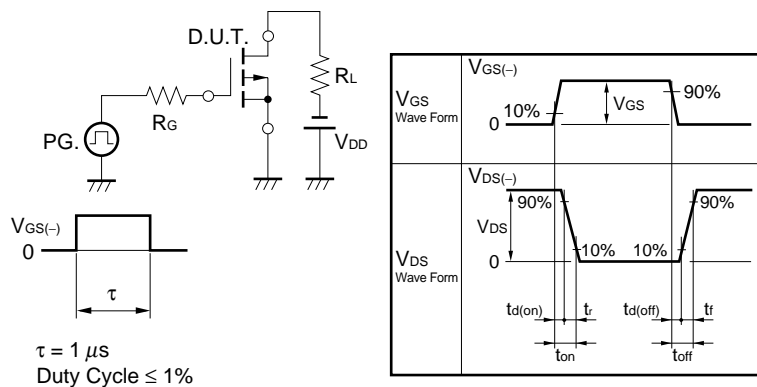 D.U.T.
RL
RG
PG.
VDD
VGS(−)
0
τ
τ = 1 μs
Duty Cycle ≤ 1%
VGS
Wave Form
VGS(−)
10%
90%
VGS
0
VDS
Wave Form
VDS(−)
90%
90%
VDS
10%
10%
0
td(on)
tr
td(off)
tf
ton
toff